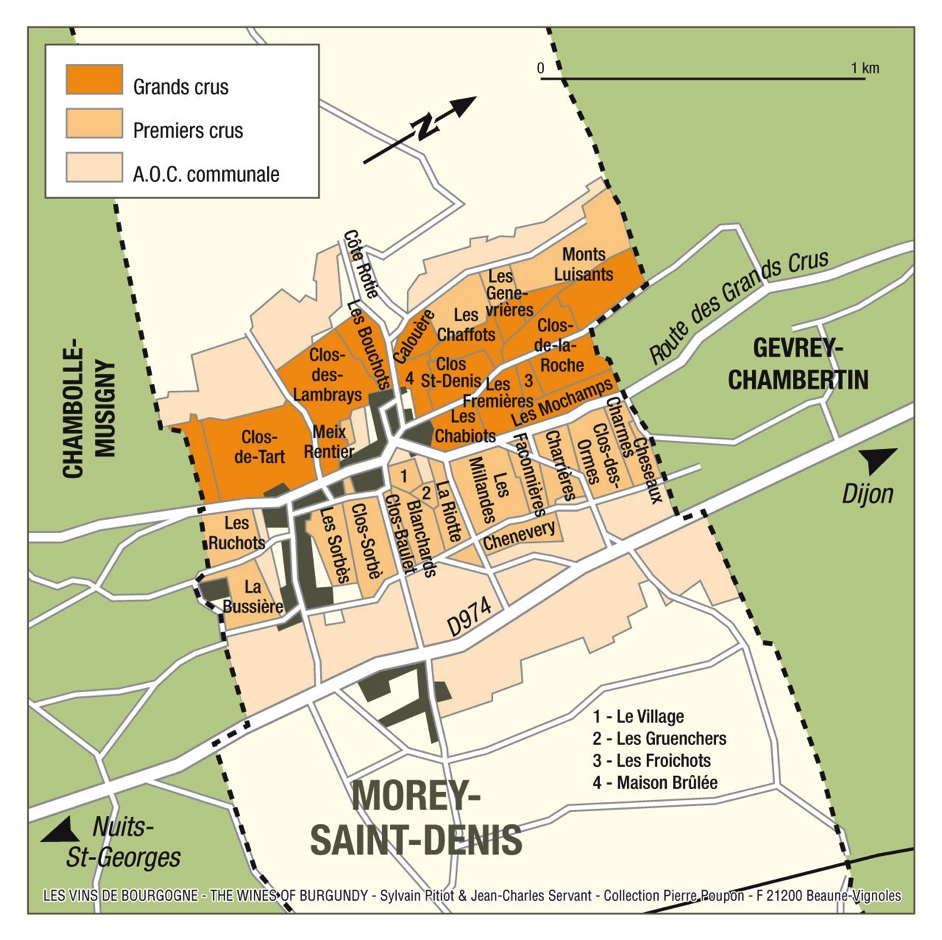 Grands crus
Premiers crus
A.O.C. communale
0
1 km
N
Côte Rotie
Les Bouchots
Calouère
Les
Gene-
vrières
Monts
Luisants
Les
Chaffots
Clos-
de-la-
Roche
Route des Grands Crus
GEVREY-
CHAMBERTIN
CHAMBOLLE-
MUSIGNY
Clos-
des-
Lambrays
4
Clos
St-Denis
Les
Fremières
3
Les Mochamps
Les
Chabiots
Meix
Rentier
Clos-
de-Tart
Charmes
Cheseaux
Clos-des-
Ormes
Charrières
Les
Faconnières
Millandes
1
2
La Riotte
Blanchards
Clos-Baulet
Chenevery
Clos-Sorbè
Les Sorbès
Les
Ruchots
La
Bussière
Dijon
D974
1 - Le Village
2 - Les Gruenchers
3 - Les Froichots
4 - Maison Brûlée
MOREY-
SAINT-DENIS
Nuits-
St-Georges
LES VINS DE BOURGOGNE - THE WINES OF BURGUNDY - Sylvain Pitiot & Jean-Charles Servant - Collection Pierre Poupon - F 21200 Beaune-Vignoles